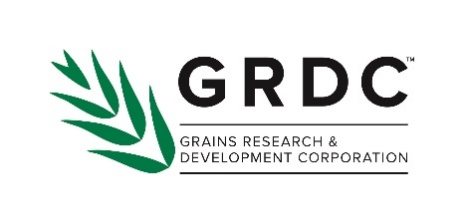 GRDC™
GRAINS RESEARCH &
DEVELOPMENT CORPORATION